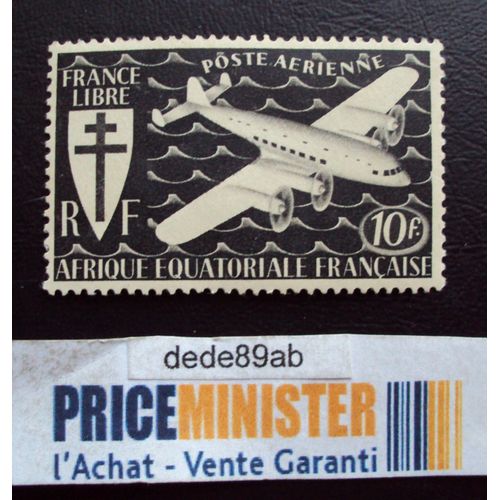 POSTE AERIENNE
FRANCE
LIBRE
R F
10F.
AFRIQUE EQUATORIALE FRANÇAISE
dede89ab
PRICEMINISTER
l'Achat - Vente Garanti